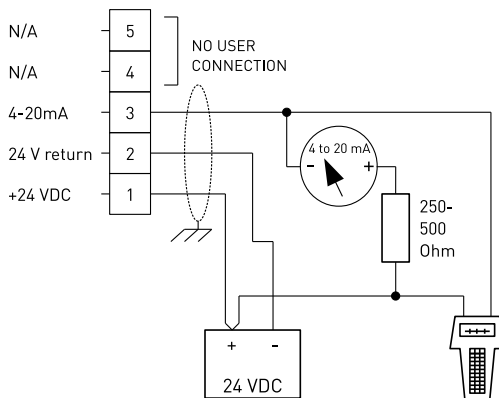 N/A
5
NO USER
CONNECTION
N/A
4
4-20mA
3
24 V return
2
+24 VDC
1
4 to 20 mA
-
+
250-
500
Ohm
+
-
24 VDC